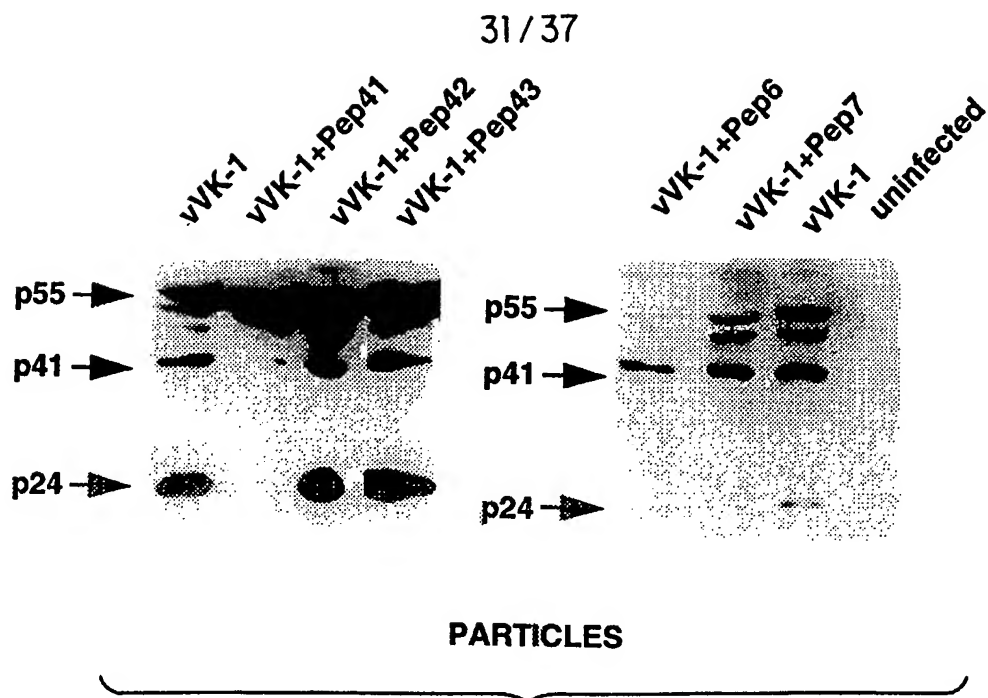 31/37
vVK-1
vVK-1+Pep41
vVK-1+Pep42
vVK-1+Pep43
p55
p41
p24
vVK-1+Pep6
vVK-1+Pep7
vVK-1
uninfected
p55
p41
p24
PARTICLES